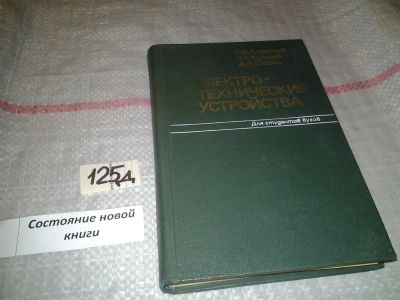 ЭЛЕКТРО-
ТЕХНИЧЕСКИЕ
УСТРОЙСТВА
Для студентов вузов
125д
Состояние новой
книги